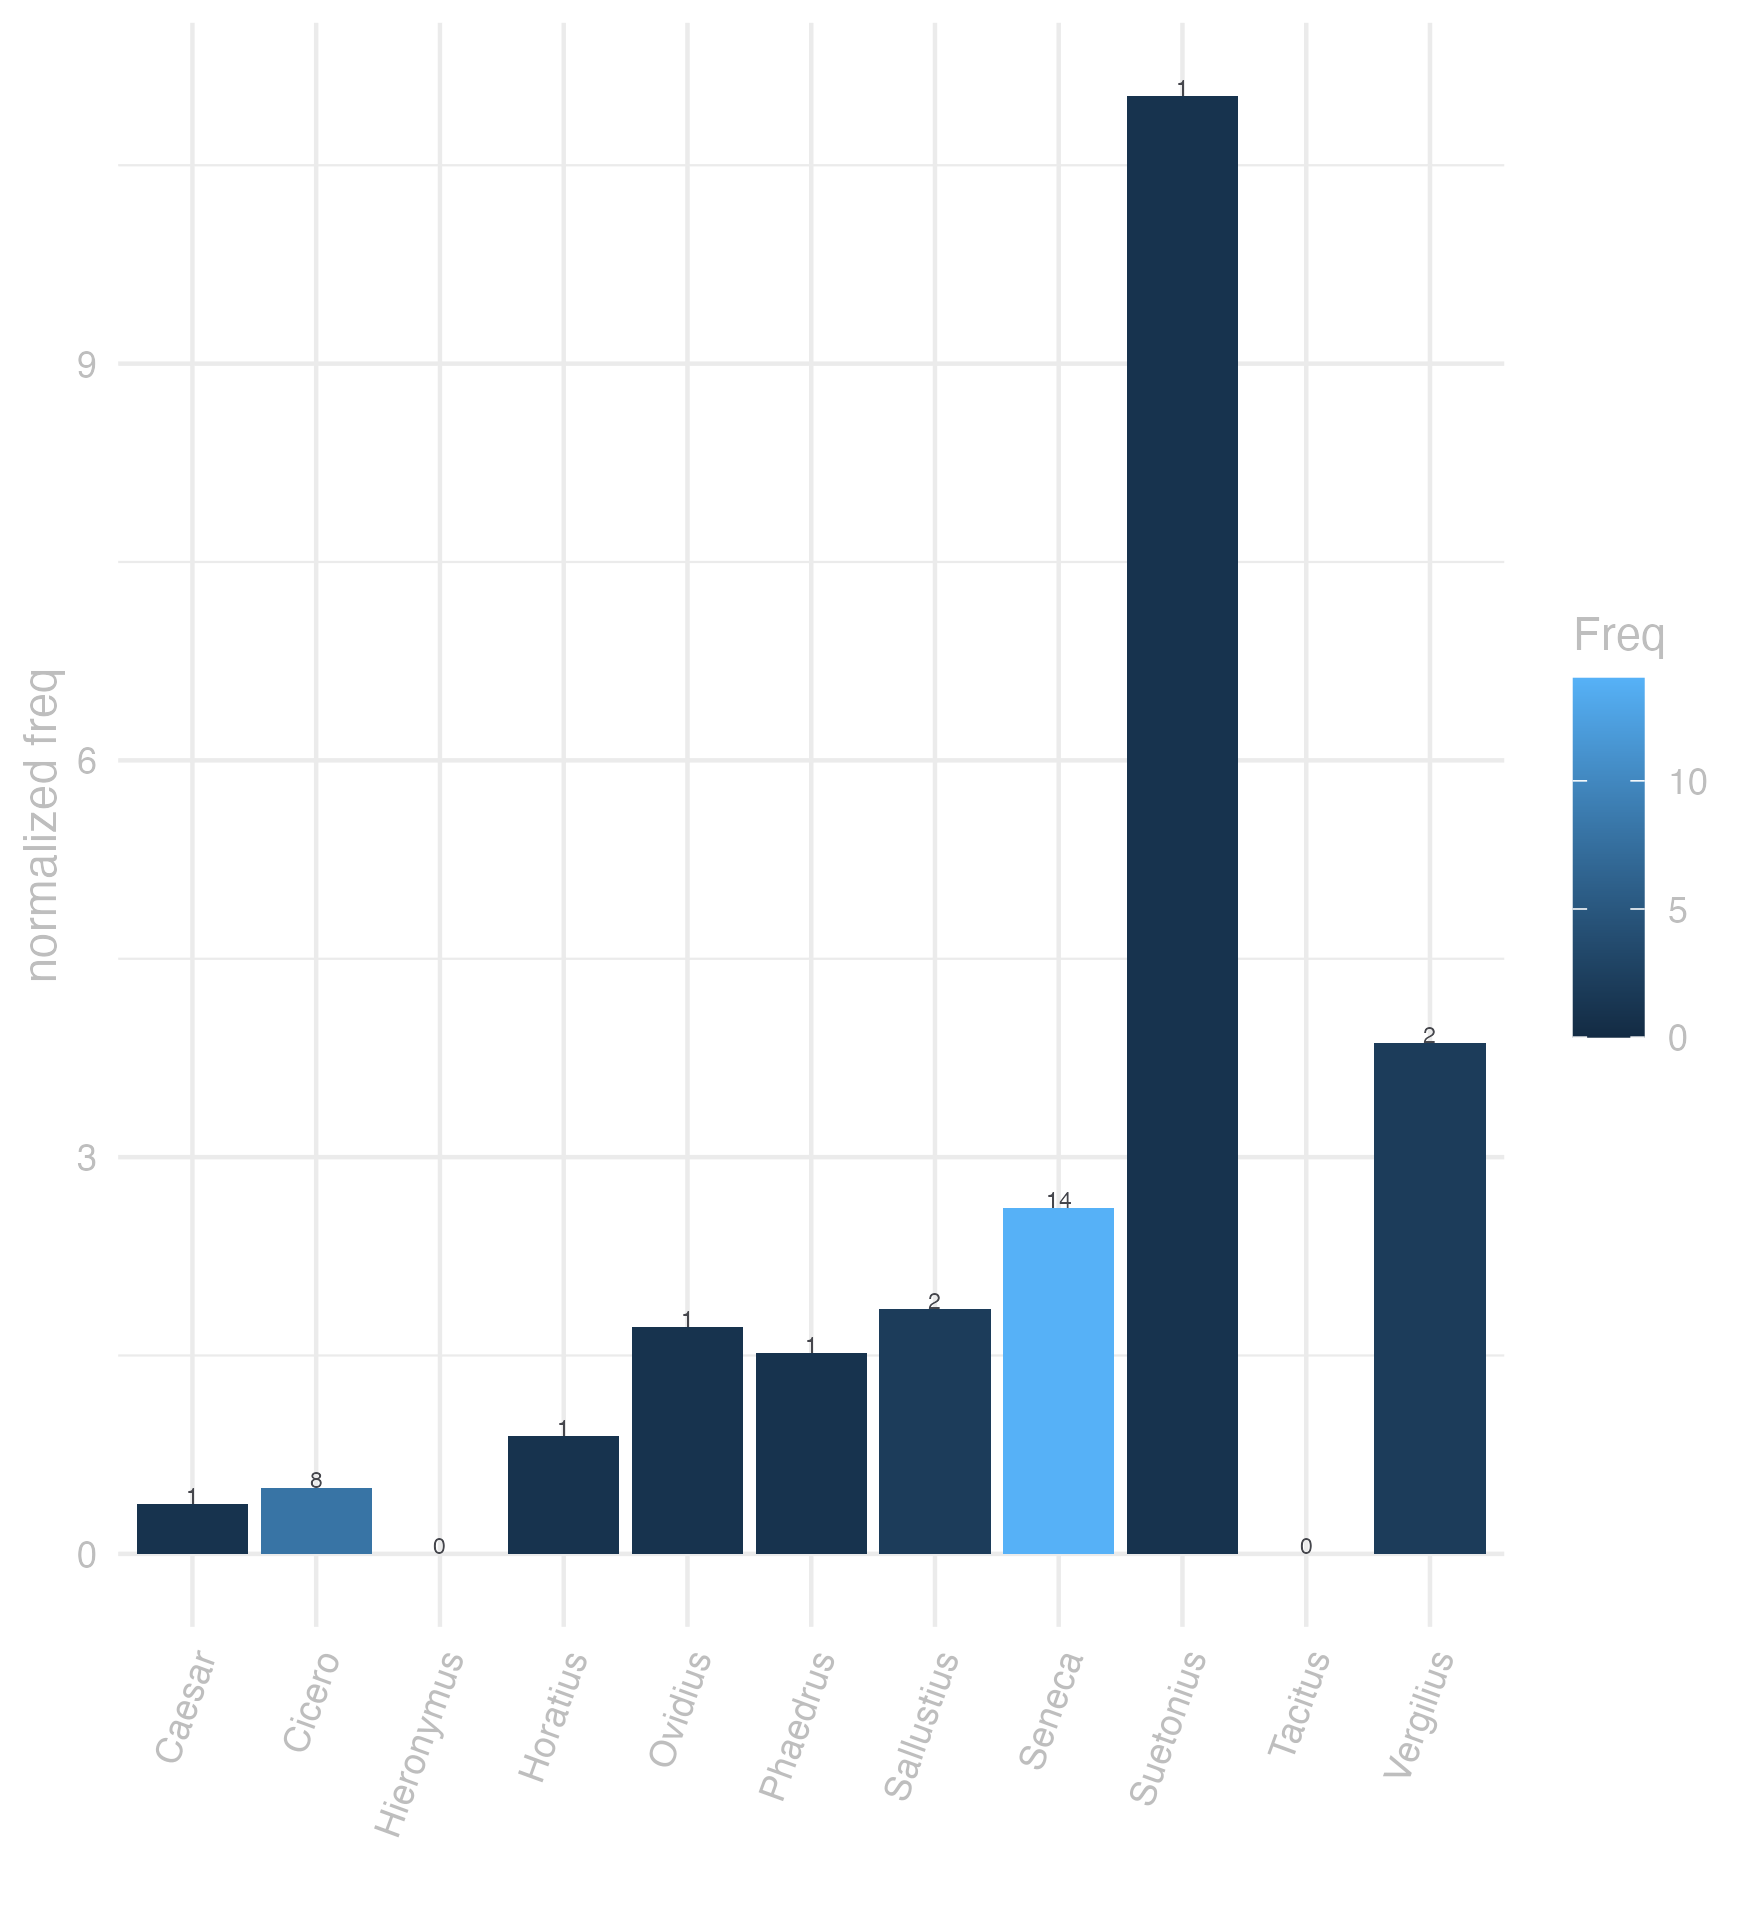 normalized freq
9
6
3
0
1
8
0
1
1
1
2
14
1
0
2
Caesar
Cicero
Hieronymus
Horatius
Ovidius
Phaedrus
Sallustius
Seneca
Suetonius
Tacitus
Vergilius
Freq
10
5
0